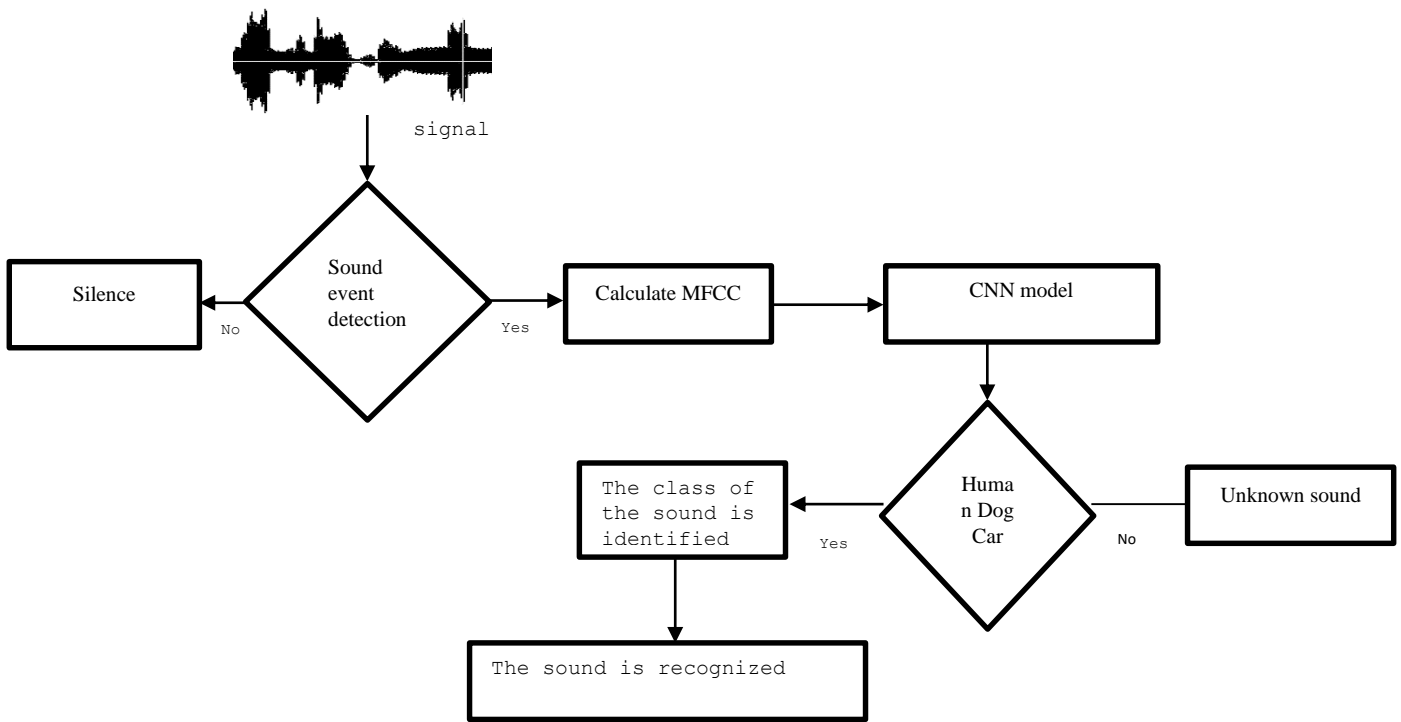 signal
Sound
event
detection
Silence
No
Yes
Calculate MFCC
CNN model
Huma
n Dog
Car
Unknown sound
No
Yes
The class of
the sound is
identified
The sound is recognized